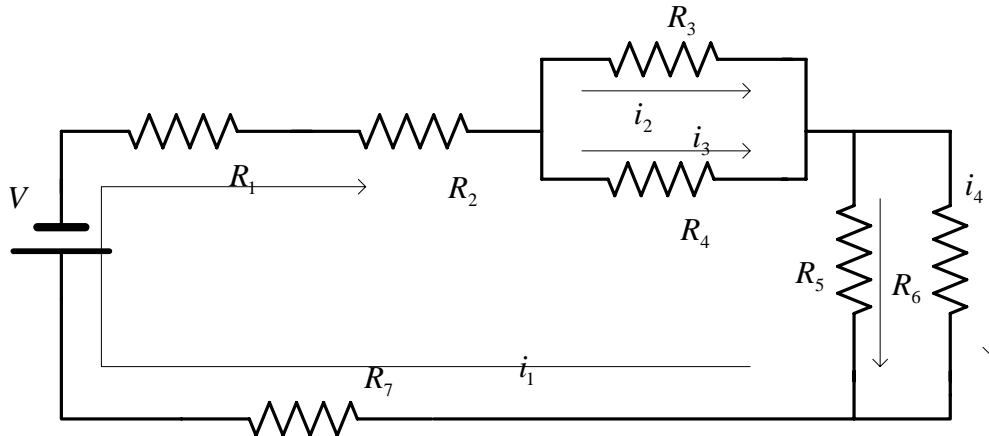 R₃
i₂
i₃
V
R₁
R₂
R₄
i₄
R₅
R₆
R₇
i₁